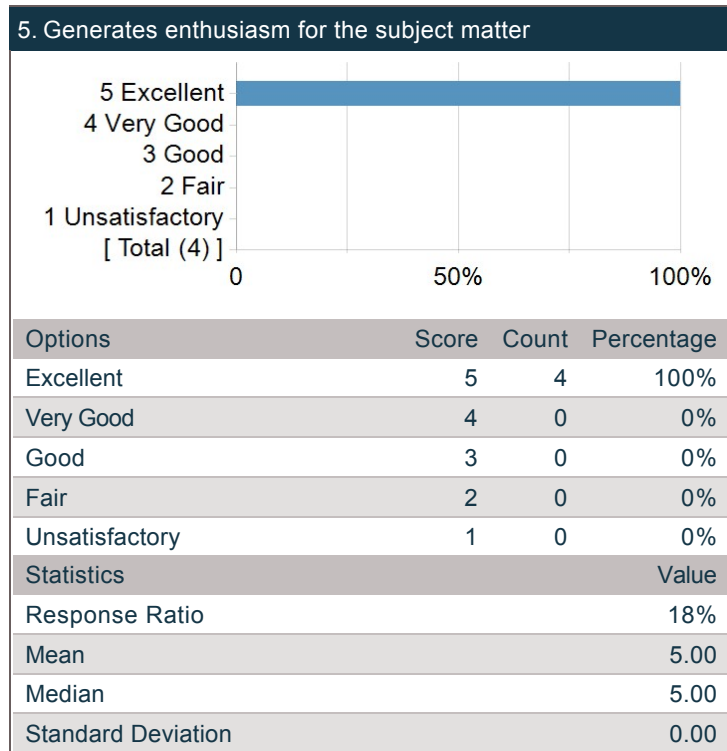 5. Generates enthusiasm for the subject matter
5 Excellent
4 Very Good
3 Good
2 Fair
1 Unsatisfactory
[ Total (4) ]
0 50% 100%
Options Score Count Percentage
Excellent 5 4 100%
Very Good 4 0 0%
Good 3 0 0%
Fair 2 0 0%
Unsatisfactory 1 0 0%
Statistics Value
Response Ratio 18%
Mean 5.00
Median 5.00
Standard Deviation 0.00